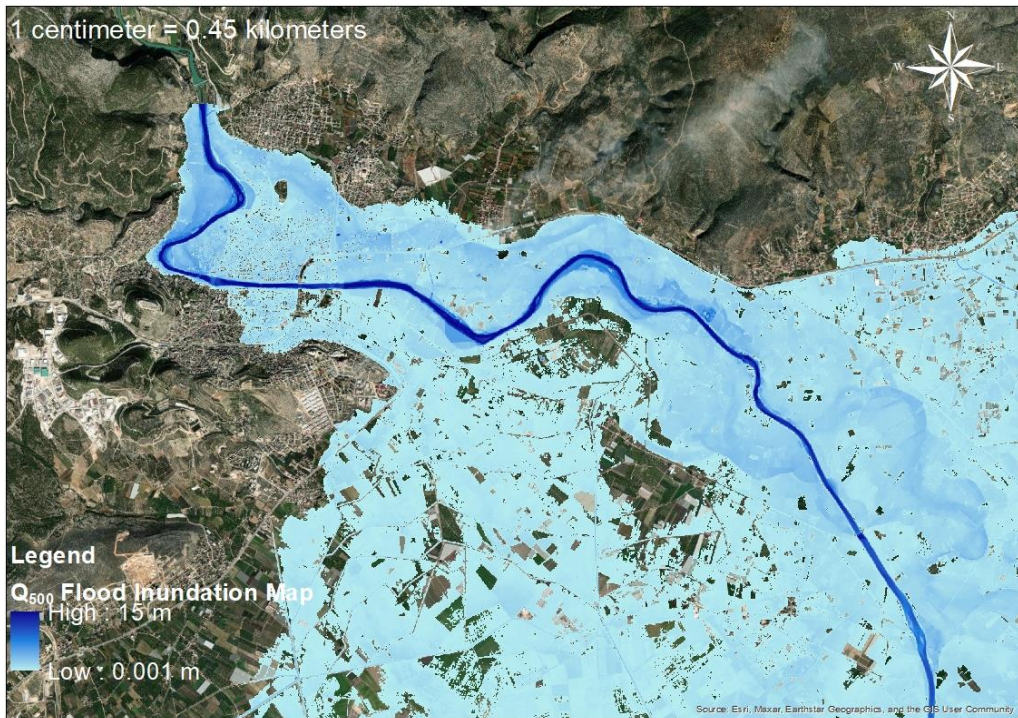 1 centimeter = 0.45 kilometers
N
W E
S
Legend
Q₅₀₀ Flood Inundation Map
High : 15 m
Low : 0.001 m
Source: Esri, Maxar, Earthstar Geographics, and the GIS User Community